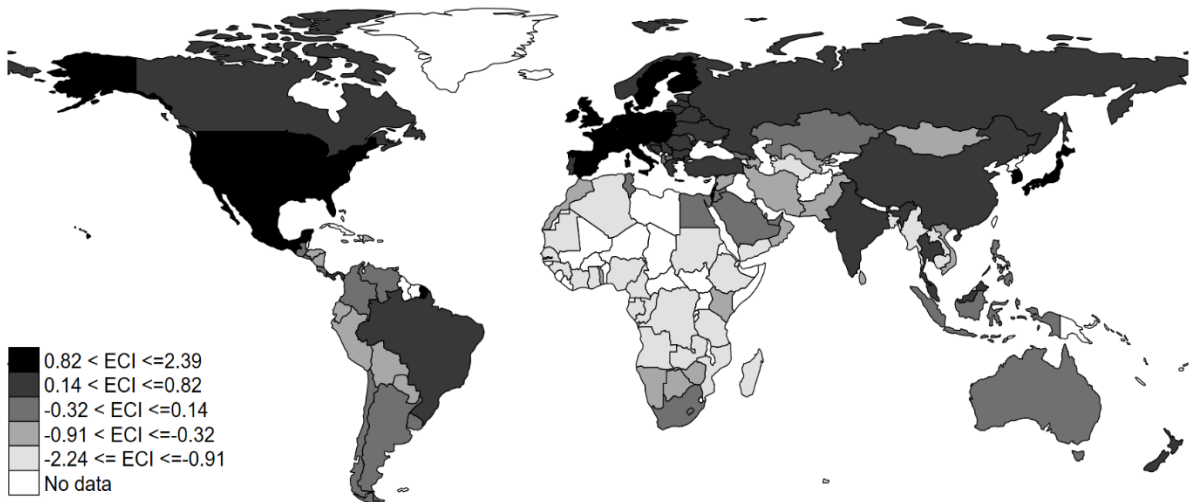 0.82 < ECI <=2.39
0.14 < ECI <=0.82
-0.32 < ECI <=0.14
-0.91 < ECI <=-0.32
-2.24 <= ECI <=-0.91
No data